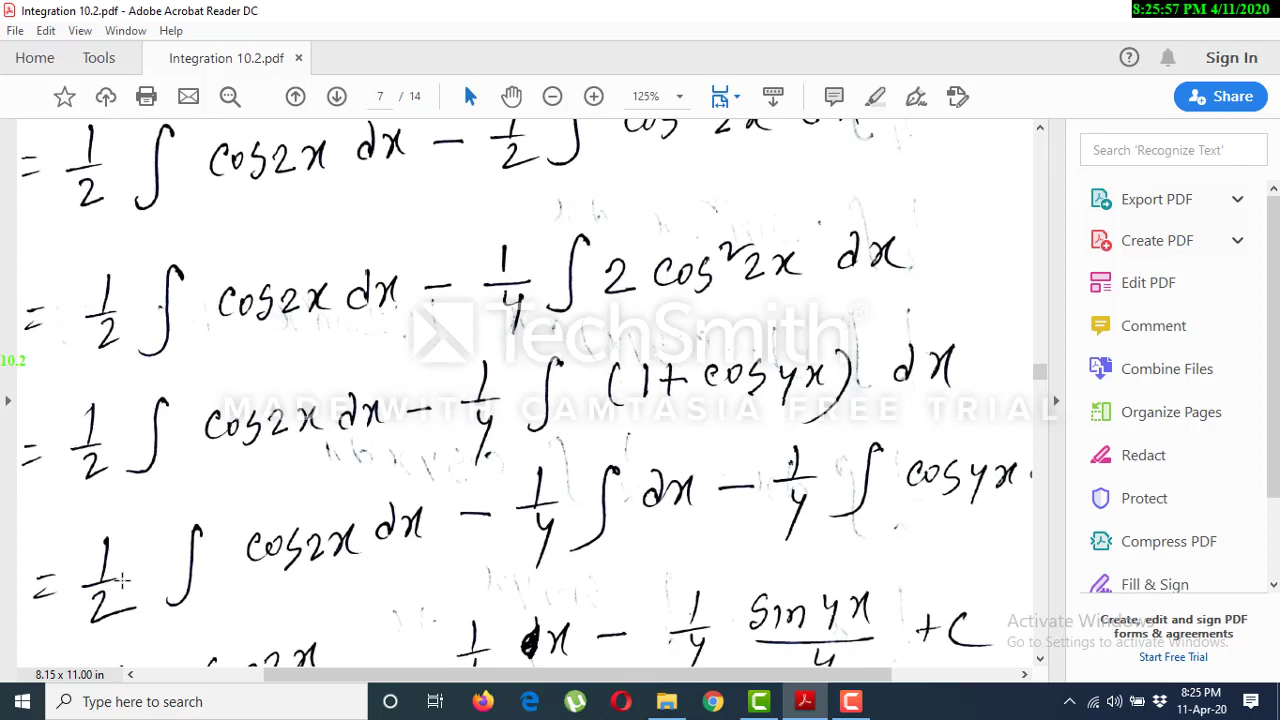 Integration 10.2.pdf - Adobe Acrobat Reader DC
8:25:57 PM 4/11/2020
File Edit View Window Help
Home Tools Integration 10.2.pdf × Sign In
7 / 14 125% Share
= 1/2 ∫ cos2x dx - 1/2 ∫ cos 2x dx
= 1/2 ∫ cos2x dx - 1/4 ∫ 2 cos² 2x dx
= 1/2 ∫ cos2x dx - 1/4 ∫ (1 + cos4x) dx
= 1/2 ∫ cos2x dx - 1/4 ∫ dx - 1/4 ∫ cos4x
cos2x 1/4 x - 1/4 sin4x/4 + C
10.2
TechSmith
MADE WITH CAMTASIA FREE TRIAL
Search 'Recognize Text'
Export PDF
Create PDF
Edit PDF
Comment
Combine Files
Organize Pages
Redact
Protect
Compress PDF
Fill & Sign
Activate Windows
Go to Settings to activate Windows.
Create, edit and sign PDF
forms & agreements
Start Free Trial
8.15 x 11.00 in
Type here to search
8:25 PM
11-Apr-20